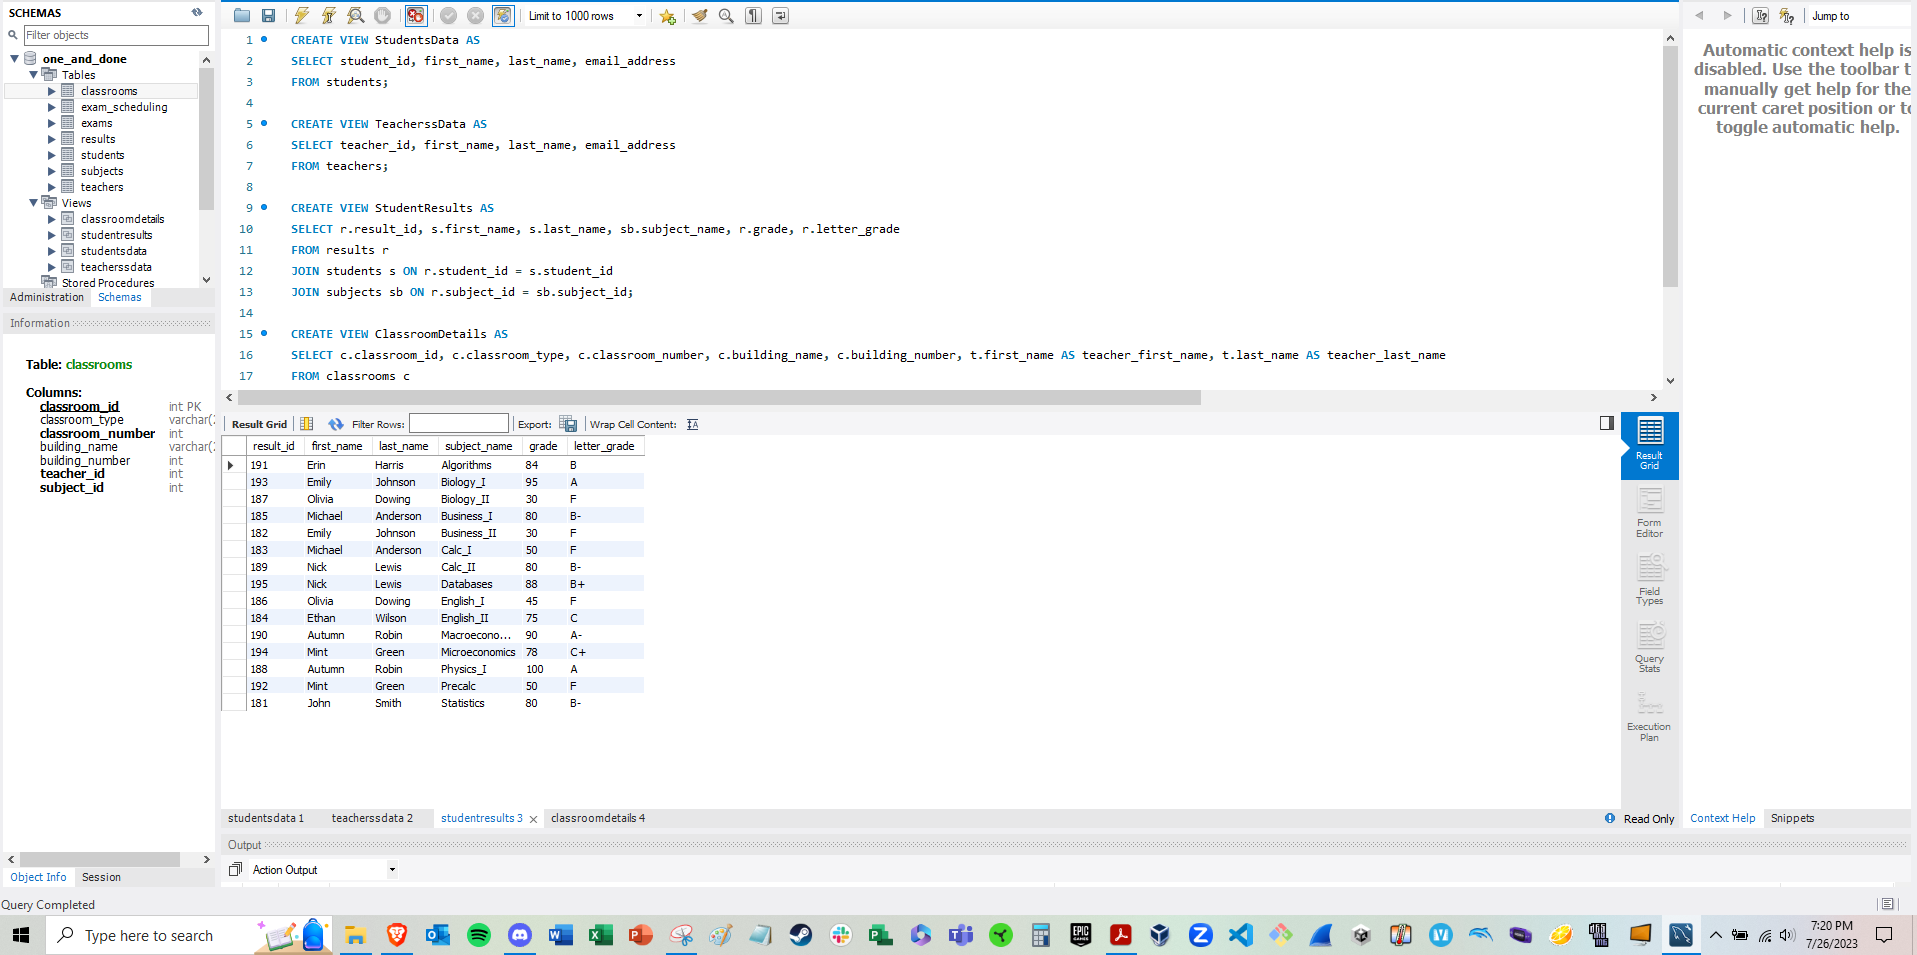 SCHEMAS
Filter objects
one_and_done
Tables
classrooms
exam_scheduling
exams
results
students
subjects
teachers
Views
classroomdetails
studentresults
studentsdata
teacherssdata
Stored Procedures
Administration Schemas
Information
Table: classrooms
Columns:
classroom_id int PK
classroom_type varchar(
classroom_number int
building_name varchar(
building_number int
teacher_id int
subject_id int
Object Info Session
Query Completed
Limit to 1000 rows
1 CREATE VIEW StudentsData AS
2 SELECT student_id, first_name, last_name, email_address
3 FROM students;
4
5 CREATE VIEW TeacherssData AS
6 SELECT teacher_id, first_name, last_name, email_address
7 FROM teachers;
8
9 CREATE VIEW StudentResults AS
10 SELECT r.result_id, s.first_name, s.last_name, sb.subject_name, r.grade, r.letter_grade
11 FROM results r
12 JOIN students s ON r.student_id = s.student_id
13 JOIN subjects sb ON r.subject_id = sb.subject_id;
14
15 CREATE VIEW ClassroomDetails AS
16 SELECT c.classroom_id, c.classroom_type, c.classroom_number, c.building_name, c.building_number, t.first_name AS teacher_first_name, t.last_name AS teacher_last_name
17 FROM classrooms c
Result Grid Filter Rows: Export: Wrap Cell Content:
result_id first_name last_name subject_name grade letter_grade
191 Erin Harris Algorithms 84 B
193 Emily Johnson Biology_I 95 A
187 Olivia Dowing Biology_II 30 F
185 Michael Anderson Business_I 80 B-
182 Emily Johnson Business_II 30 F
183 Michael Anderson Calc_I 50 F
189 Nick Lewis Calc_II 80 B-
195 Nick Lewis Databases 88 B+
186 Olivia Dowing English_I 45 F
184 Ethan Wilson English_II 75 C
190 Autumn Robin Macroecono... 90 A-
194 Mint Green Microeconomics 78 C+
188 Autumn Robin Physics_I 100 A
192 Mint Green Precalc 50 F
181 John Smith Statistics 80 B-
Result
Grid
Form
Editor
Field
Types
Query
Stats
Execution
Plan
studentsdata 1 teacherssdata 2 studentresults 3 classroomdetails 4
Read Only
Output
Action Output
Jump to
Automatic context help is
disabled. Use the toolbar t
manually get help for the
current caret position or to
toggle automatic help.
Context Help Snippets
Type here to search
7:20 PM
7/26/2023